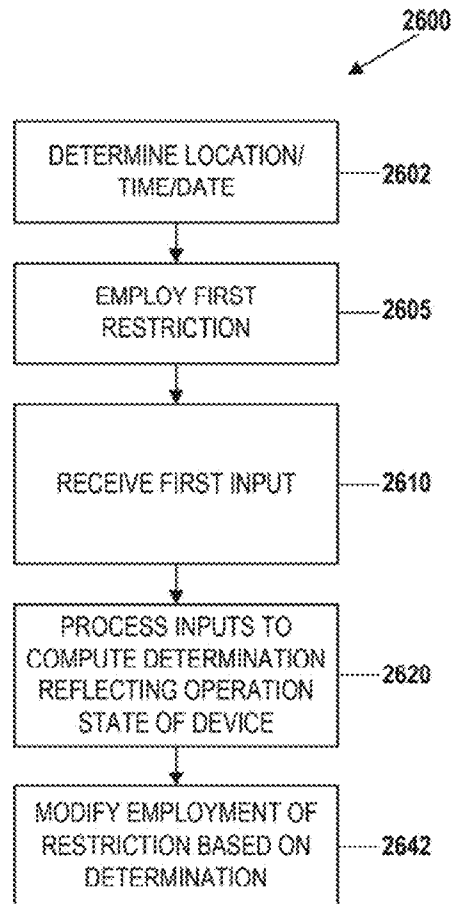 2600
DETERMINE LOCATION/
TIME/DATE
2602
EMPLOY FIRST
RESTRICTION
2605
RECEIVE FIRST INPUT
2610
PROCESS INPUTS TO
COMPUTE DETERMINATION
REFLECTING OPERATION
STATE OF DEVICE
2620
MODIFY EMPLOYMENT OF
RESTRICTION BASED ON
DETERMINATION
2642